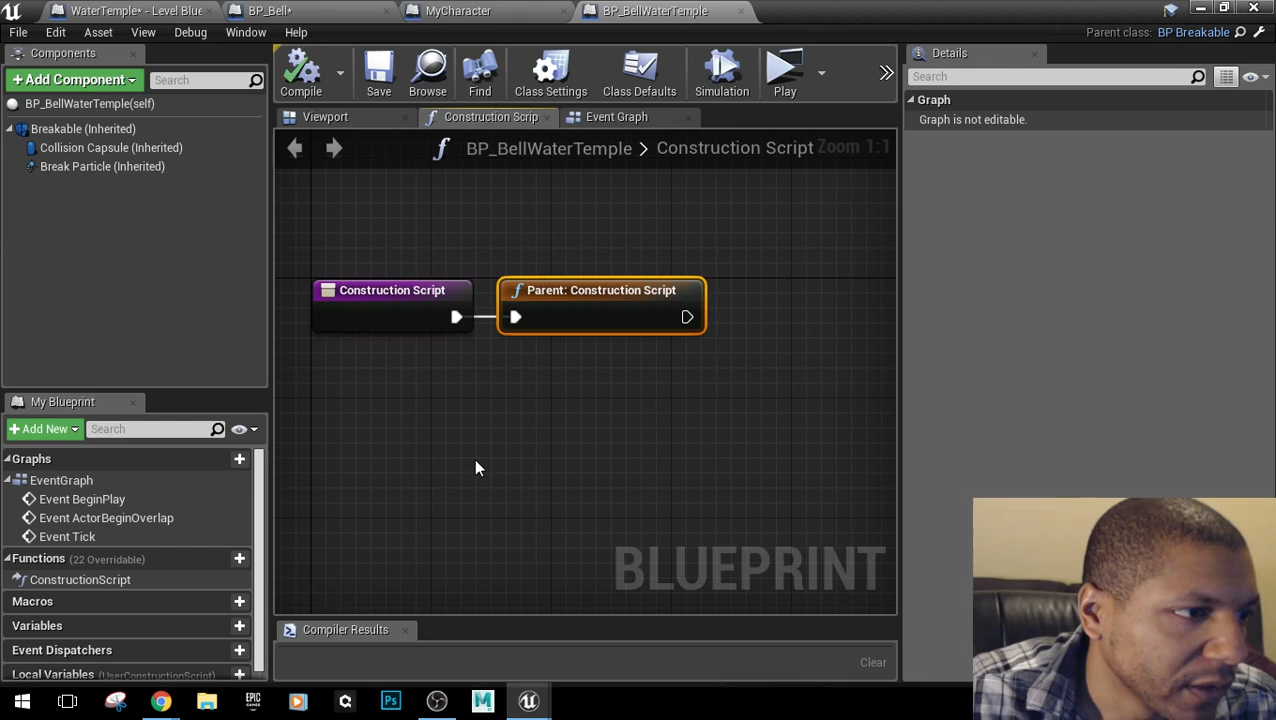 WaterTemple* - Level Blue
BP_Bell*
MyCharacter
BP_BellWaterTemple
File
Edit
Asset
View
Debug
Window
Help
Parent class: BP Breakable
Components
+Add Component
Search
BP_BellWaterTemple(self)
Breakable (Inherited)
Collision Capsule (Inherited)
Break Particle (Inherited)
Compile
Save
Browse
Find
Class Settings
Class Defaults
Simulation
Play
Viewport
Construction Scrip
Event Graph
BP_BellWaterTemple > Construction Script
Zoom 1:1
Construction Script
Parent: Construction Script
BLUEPRINT
Compiler Results
Clear
Details
Search
Graph
Graph is not editable.
My Blueprint
+Add New
Search
Graphs
EventGraph
Event BeginPlay
Event ActorBeginOverlap
Event Tick
Functions (22 Overridable)
ConstructionScript
Macros
Variables
Event Dispatchers
Local Variables (UserConstructionScript)
EPIC
GAMES
Ps
M